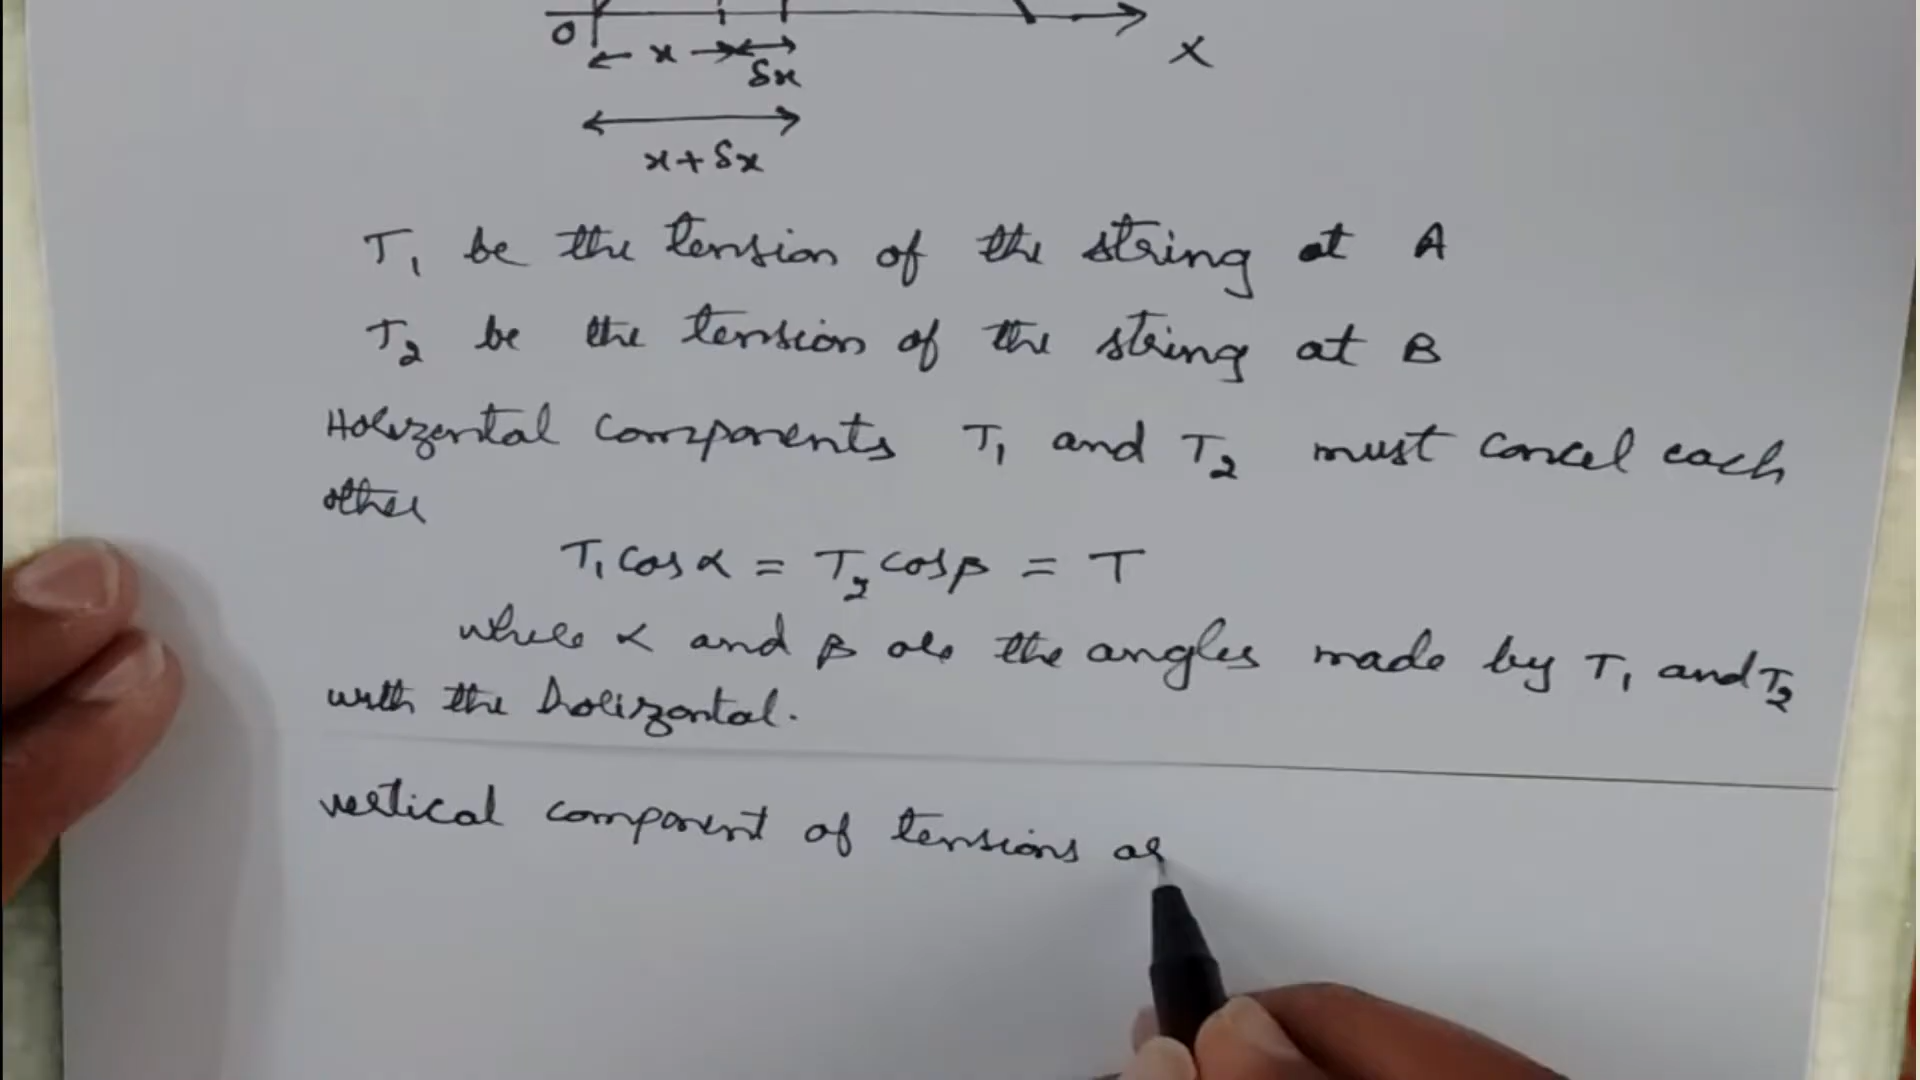 O x δx X
x+δx
T₁ be the tension of the string at A
T₂ be the tension of the string at B
Horizontal components T₁ and T₂ must cancel each
other
T₁ cos α = T₂ cos β = T
where α and β are the angles made by T₁ and T₂
with the horizontal.
vertical component of tensions ar